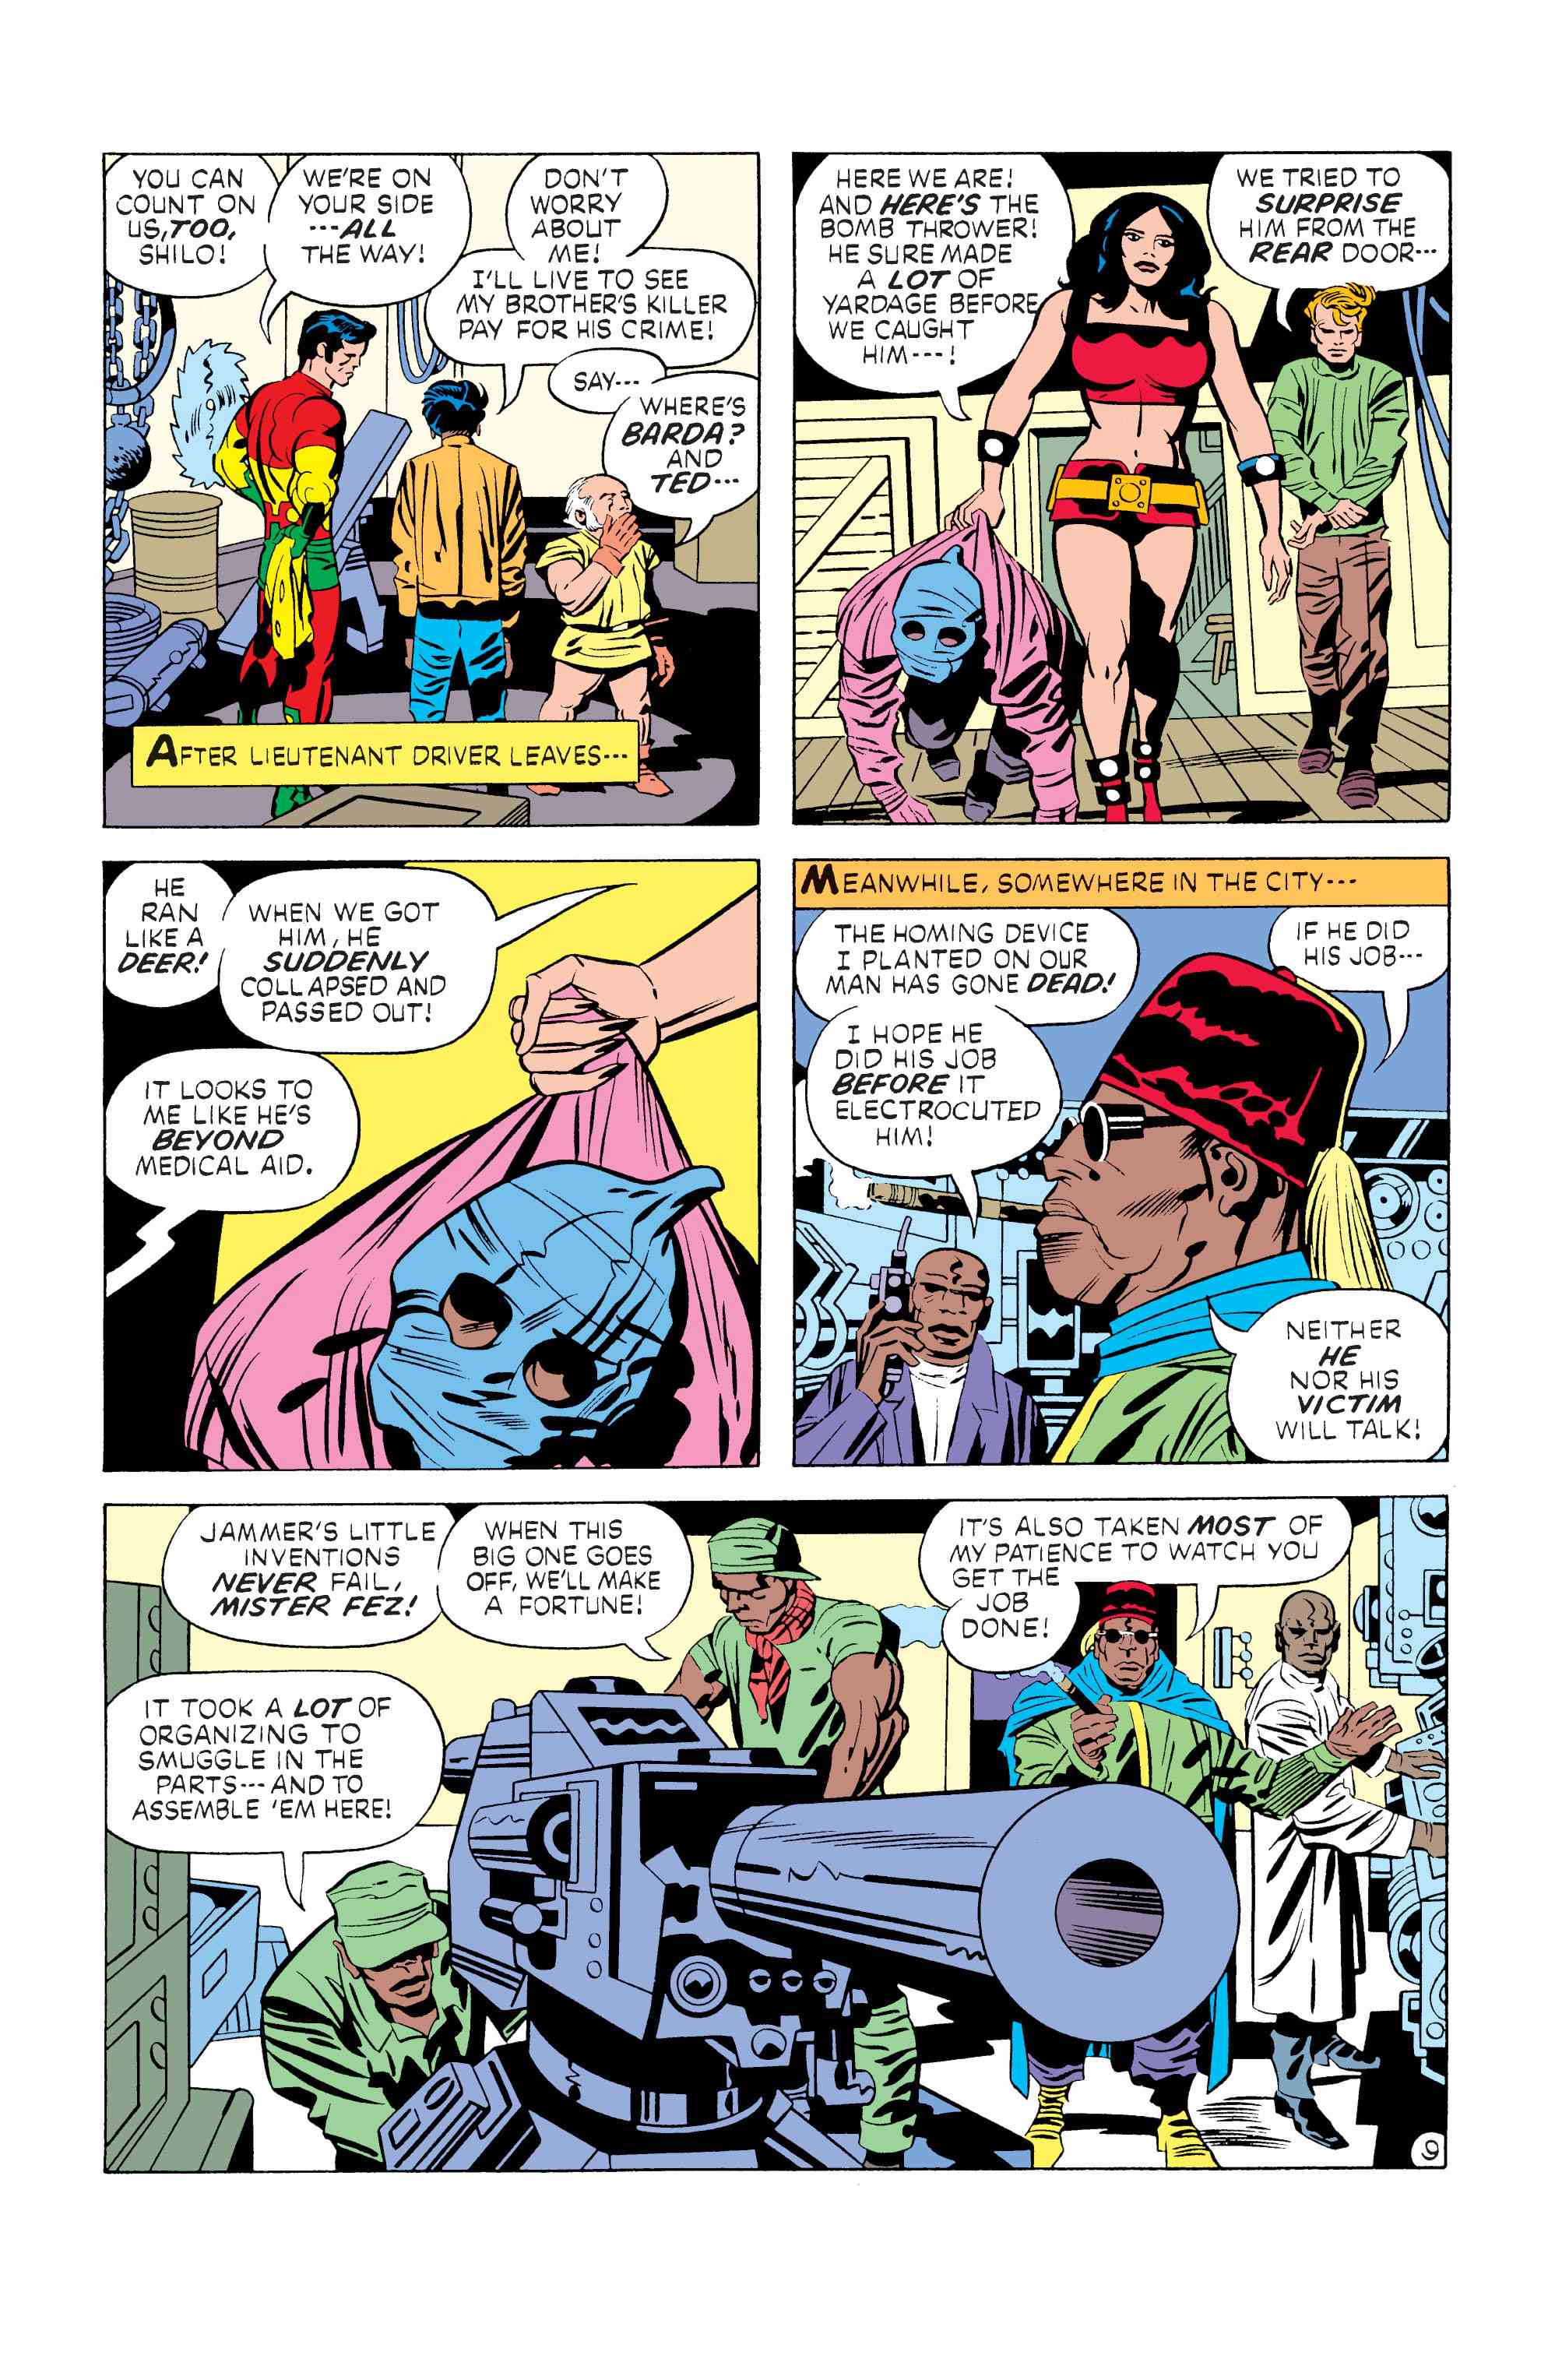 YOU CAN
COUNT ON
US, TOO,
SHILO!
WE'RE ON
YOUR SIDE
---ALL
THE WAY!
DON'T
WORRY
ABOUT
ME!
I'LL LIVE TO SEE
MY BROTHER'S KILLER
PAY FOR HIS CRIME!
SAY---
WHERE'S
BARDA?
AND
TED---
AFTER LIEUTENANT DRIVER LEAVES---
HERE WE ARE!
AND HERE'S THE
BOMB THROWER!
HE SURE MADE
A LOT OF
YARDAGE BEFORE
WE CAUGHT
HIM---!
WE TRIED TO
SURPRISE
HIM FROM THE
REAR DOOR---
HE
RAN
LIKE A
DEER!
WHEN WE GOT
HIM, HE
SUDDENLY
COLLAPSED AND
PASSED OUT!
IT LOOKS TO
ME LIKE HE'S
BEYOND
MEDICAL AID.
MEANWHILE, SOMEWHERE IN THE CITY---
THE HOMING DEVICE
I PLANTED ON OUR
MAN HAS GONE DEAD!
I HOPE HE
DID HIS JOB
BEFORE IT
ELECTROCUTED
HIM!
IF HE DID
HIS JOB---
NEITHER
HE
NOR HIS
VICTIM
WILL TALK!
JAMMER'S LITTLE
INVENTIONS
NEVER FAIL,
MISTER FEZ!
WHEN THIS
BIG ONE GOES
OFF, WE'LL MAKE
A FORTUNE!
IT TOOK A LOT OF
ORGANIZING TO
SMUGGLE IN THE
PARTS---AND TO
ASSEMBLE 'EM HERE!
IT'S ALSO TAKEN MOST OF
MY PATIENCE TO WATCH YOU
GET THE
JOB
DONE!
9